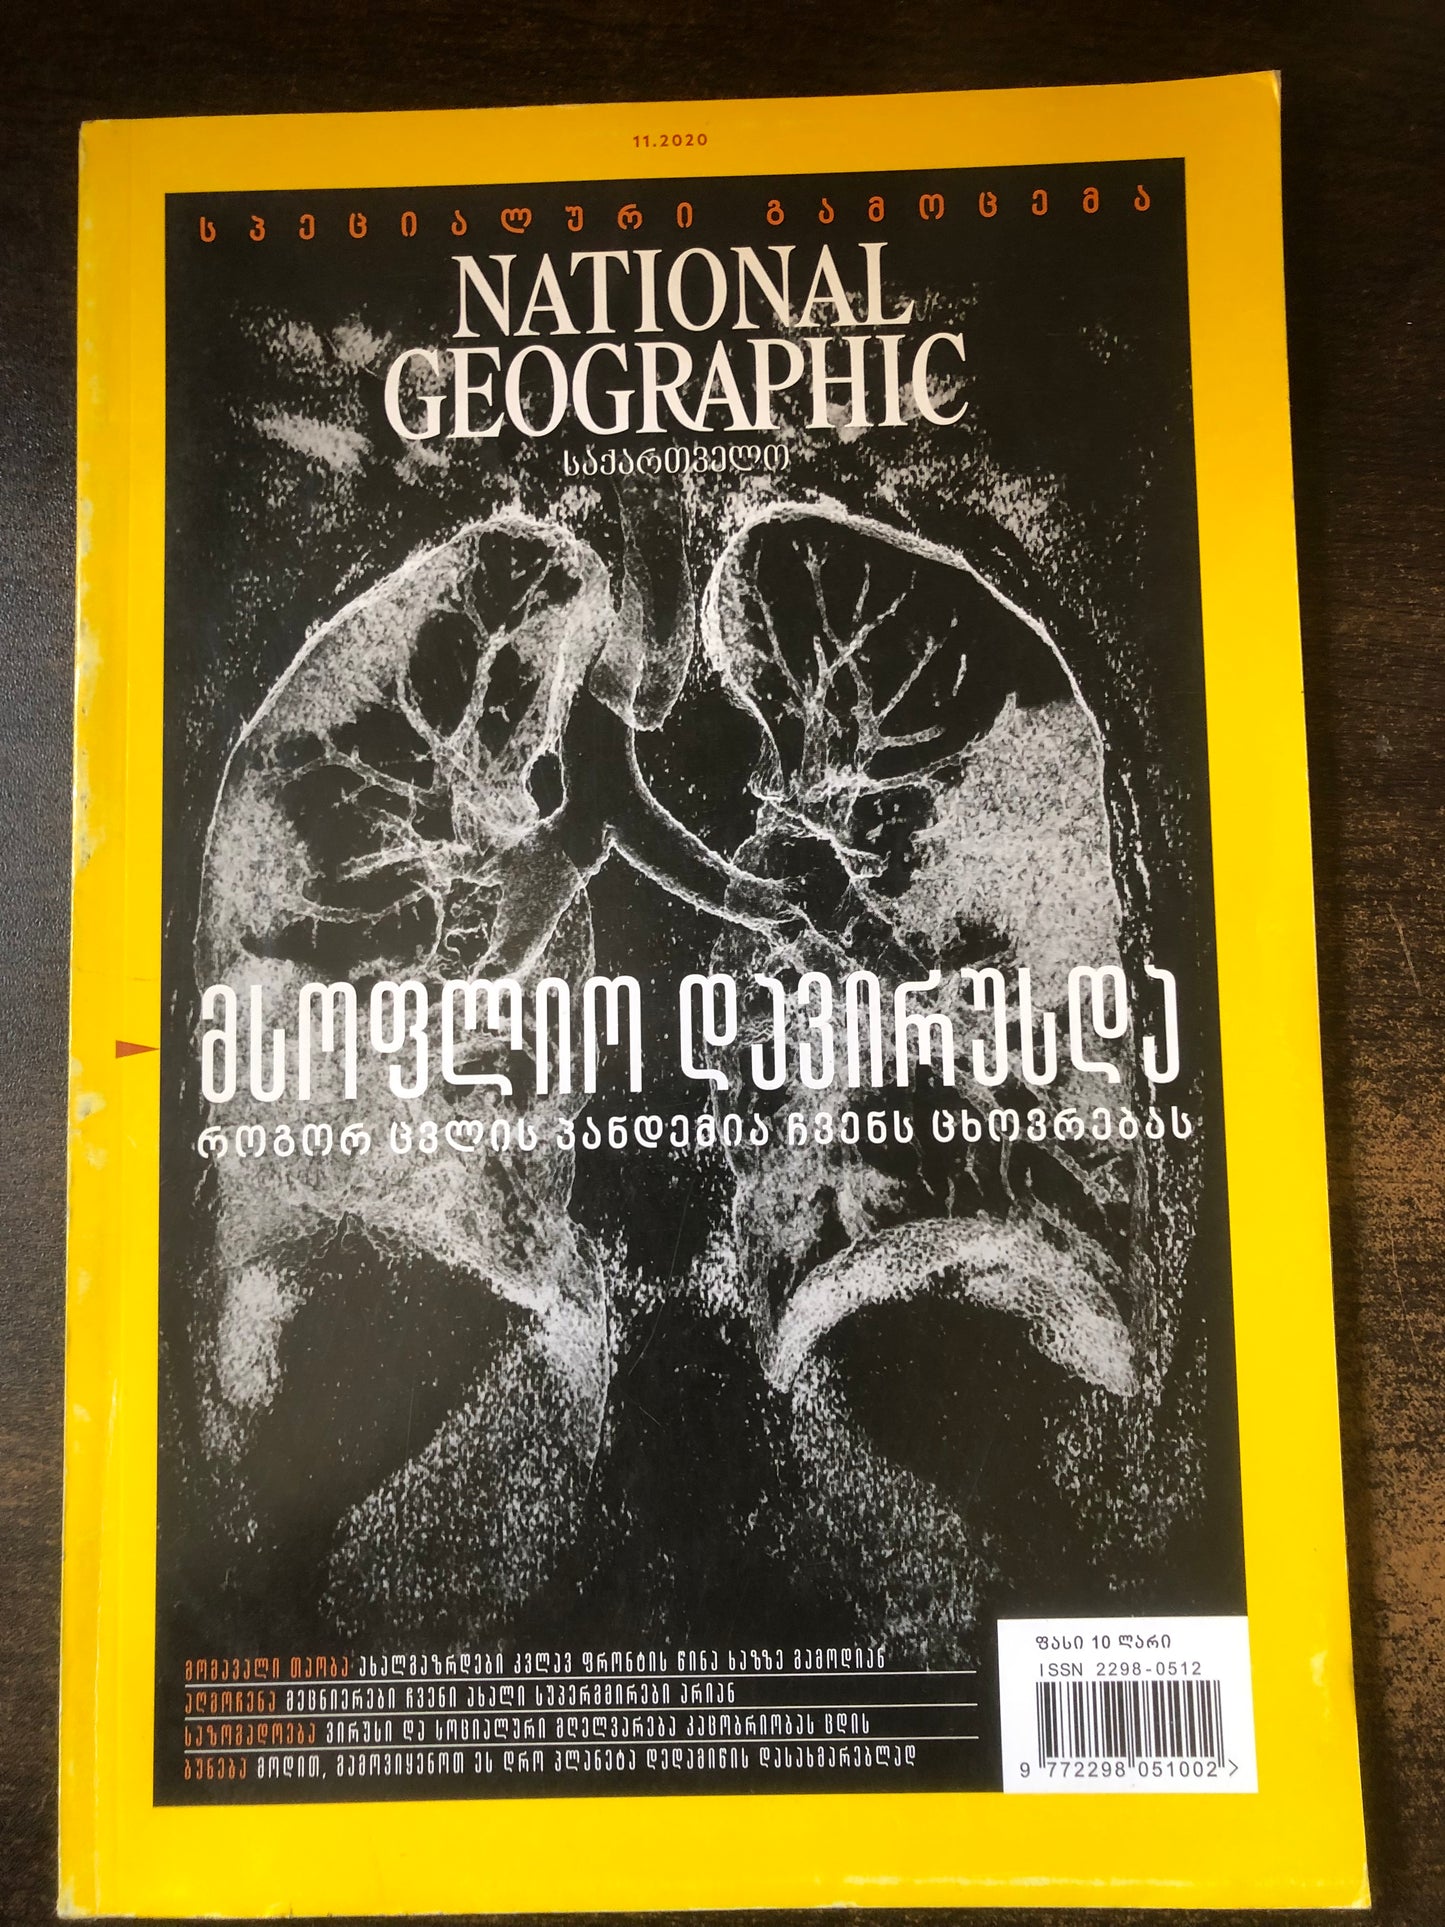 11.2020
სპეციალური გამოცემა
NATIONAL
GEOGRAPHIC
საქართველო
მსოფლიო დავირუსდა
როგორ ცვლის პანდემია ჩვენს ცხოვრებას
მომავალი თაობა ახალგაზრდები კვლავ ფრონტის წინა ხაზზე გამოდიან
აღმოჩენა მეცნიერები ჩვენი ახალი სუპერგმირები არიან
საზოგადოება ვირუსი და სოციალური მღელვარება კაცობრიობას ცდის
ბუნება მოდით, გამოვიყენოთ ეს დრო პლანეტა დედამიწის დასახმარებლად
ფასი 10 ლარი
ISSN 2298-0512
9 772298 051002 >